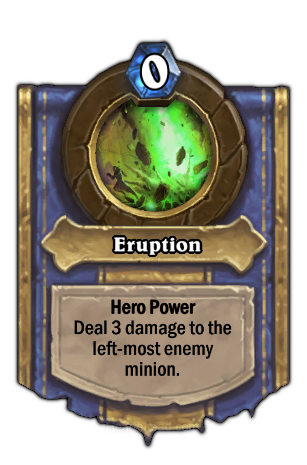 0
Eruption
Hero Power
Deal 3 damage to the
left-most enemy
minion.